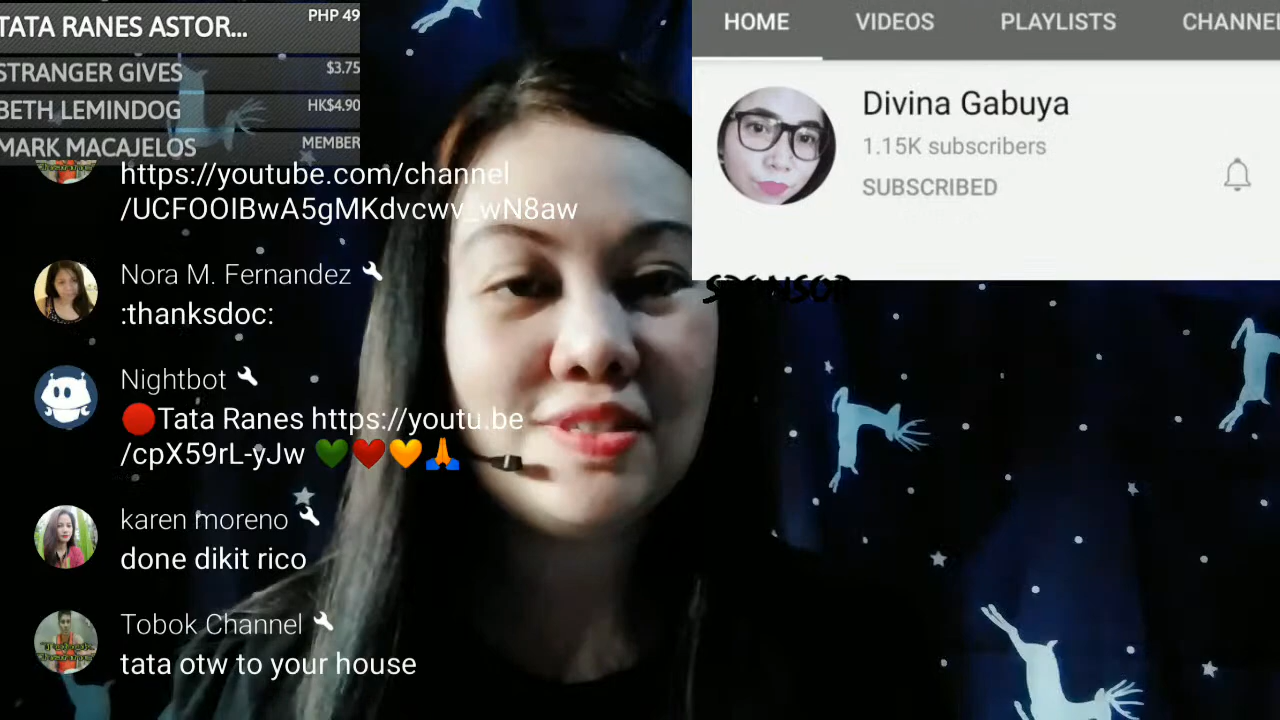 TATA RANES ASTOR...
PHP 49
STRANGER GIVES
$3.75
BETH LEMINDOG
HK$4.90
MARK MACAJELOS
MEMBER
https://youtube.com/channel
/UCFOOIBwA5gMKdvcwv_wN8aw
Nora M. Fernandez
:thanksdoc:
Nightbot
🔴Tata Ranes https://youtu.be
/cpX59rL-yJw 💚❤️🧡🙏
karen moreno
done dikit rico
Tobok Channel
tata otw to your house
HOME VIDEOS PLAYLISTS CHANNEL
Divina Gabuya
1.15K subscribers
SUBSCRIBED
SPONSOR